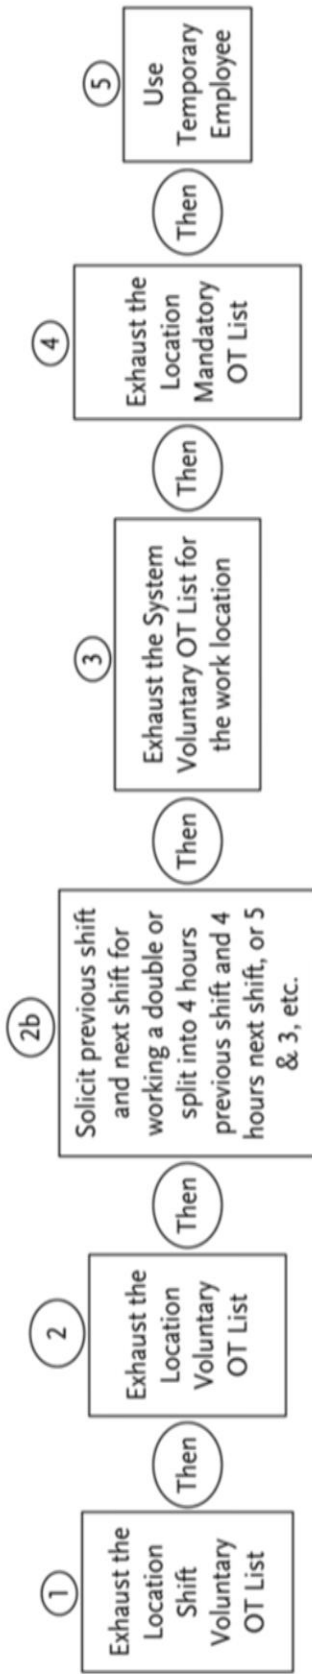 1
Exhaust the
Location
Shift
Voluntary
OT List
Then
2
Exhaust the
Location
Voluntary
OT List
Then
2b
Solicit previous shift
and next shift for
working a double or
split into 4 hours
previous shift and 4
hours next shift, or 5
& 3, etc.
Then
3
Exhaust the System
Voluntary OT List for
the work location
Then
4
Exhaust the
Location
Mandatory
OT List
Then
5
Use
Temporary
Employee